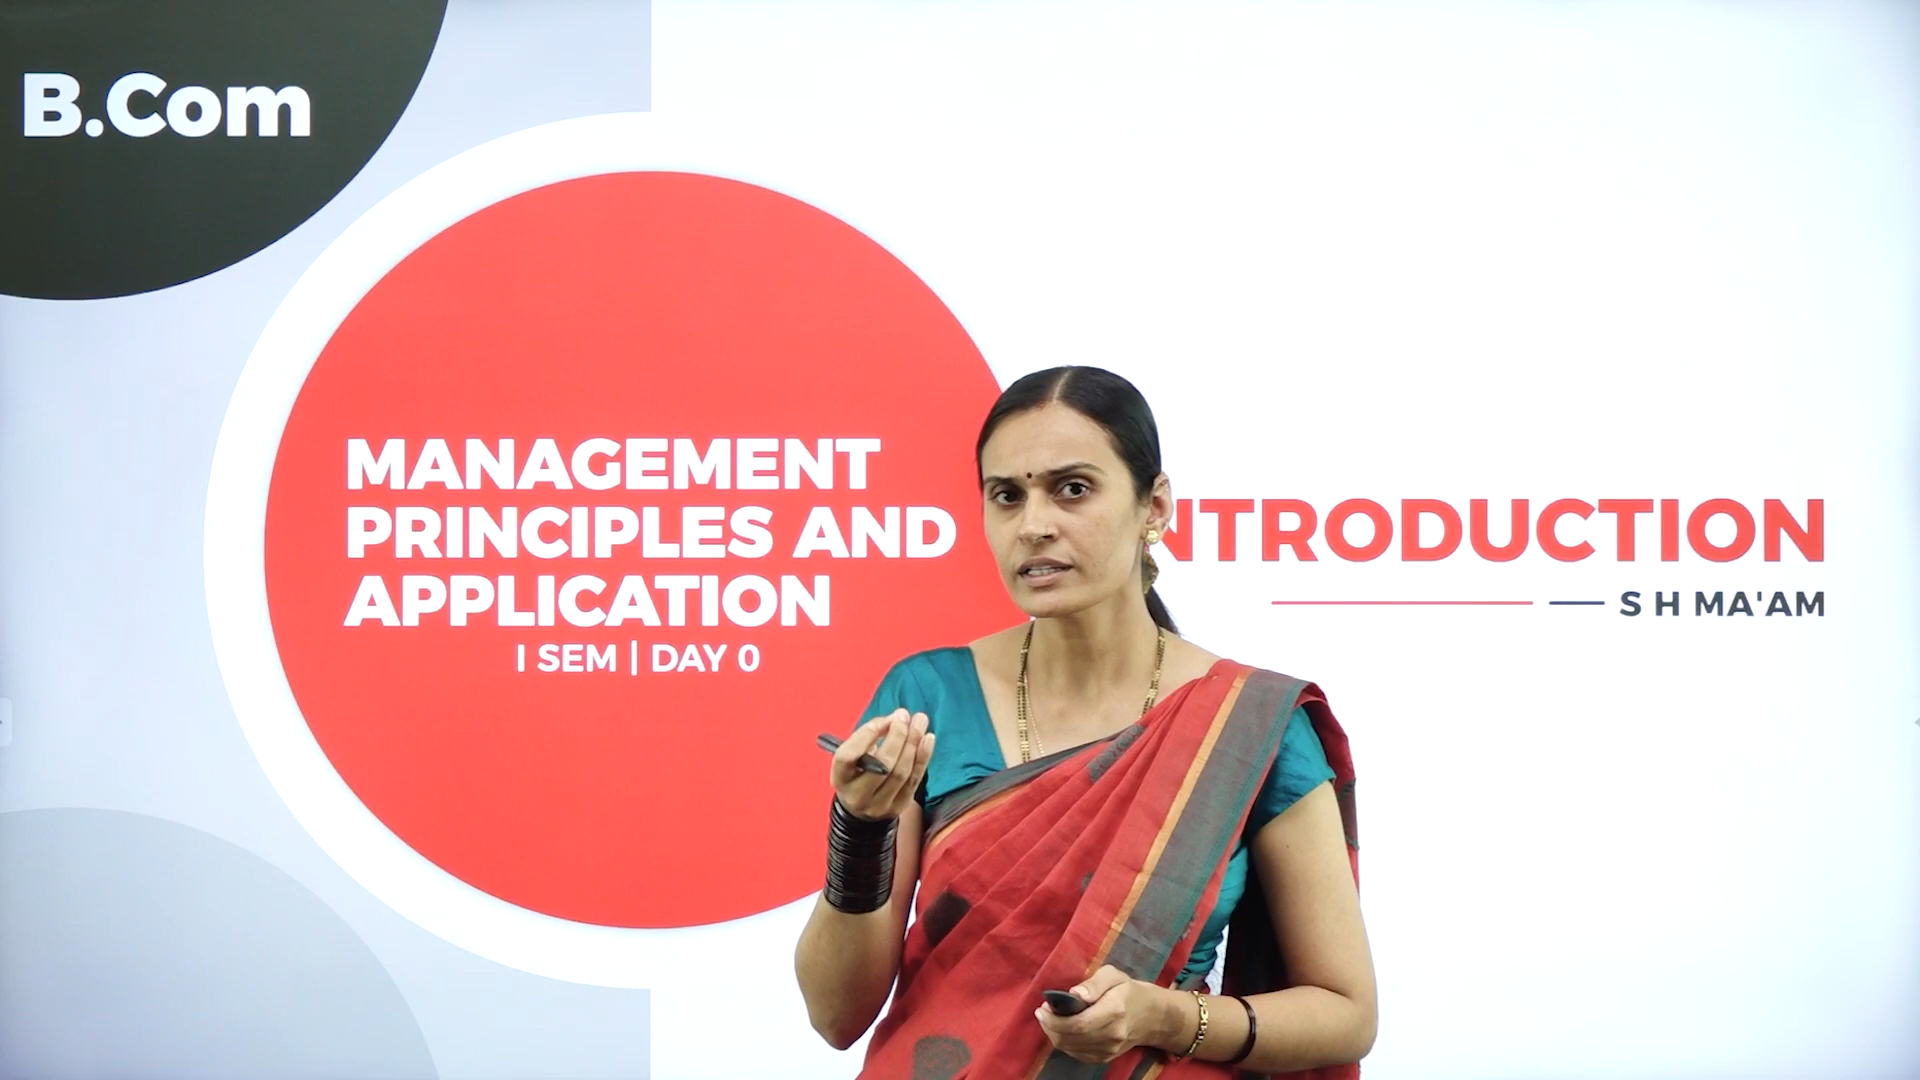 B.Com
MANAGEMENT
PRINCIPLES AND
APPLICATION
I SEM | DAY 0
NTRODUCTION
S H MA'AM